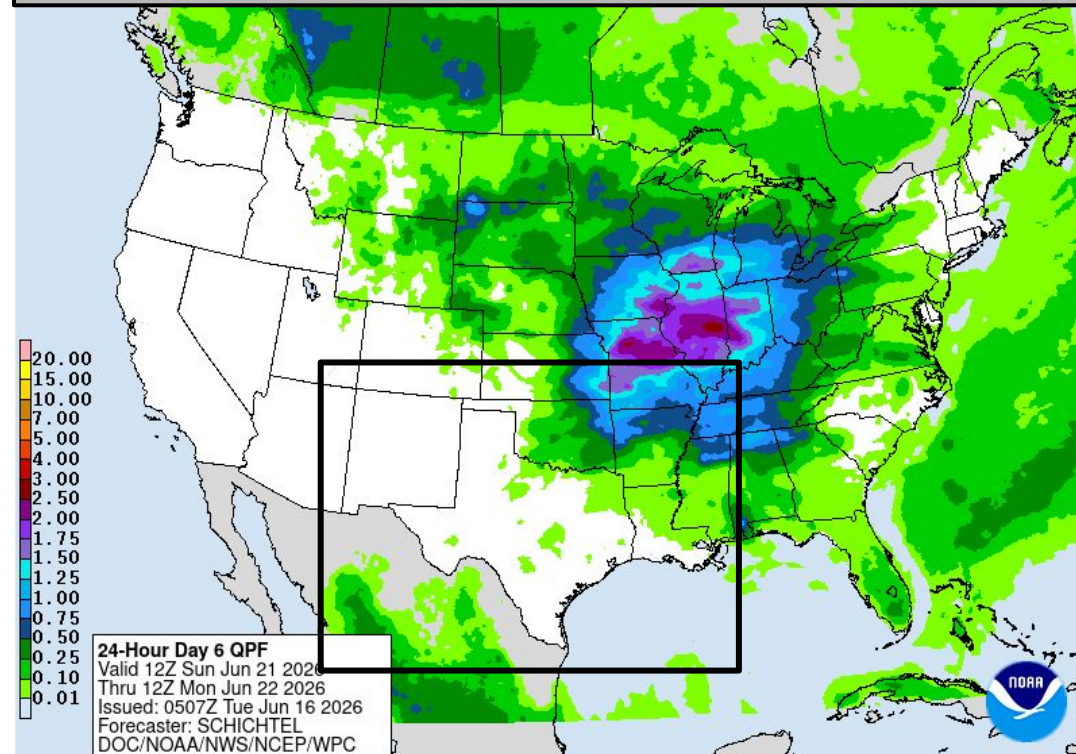 20.00
15.00
10.00
7.00
5.00
4.00
3.00
2.50
2.00
1.75
1.50
1.25
1.00
0.75
0.50
0.25
0.10
0.01
24-Hour Day 6 QPF
Valid 12Z Sun Jun 21 2026
Thru 12Z Mon Jun 22 2026
Issued: 0507Z Tue Jun 16 2026
Forecaster: SCHICHTEL
DOC/NOAA/NWS/NCEP/WPC
NOAA